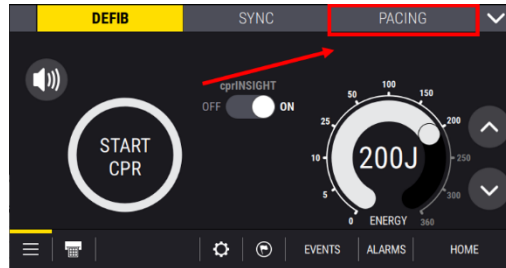 DEFIB SYNC PACING
cprINSIGHT
OFF ON
START
CPR
200J
0
5
10
25
50
100
150
200
250
300
360
ENERGY
EVENTS ALARMS HOME